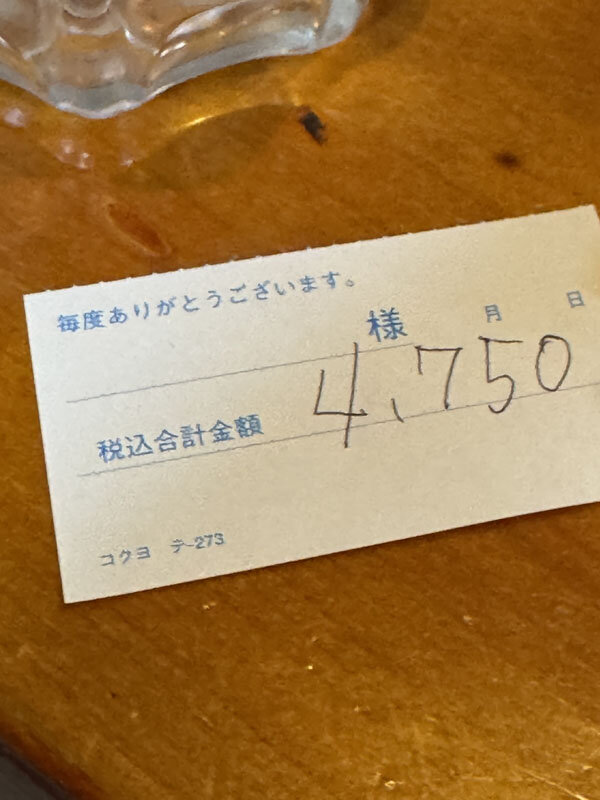 毎度ありがとうございます。
様 月 日
税込合計金額 4,750
コクヨ テ-273